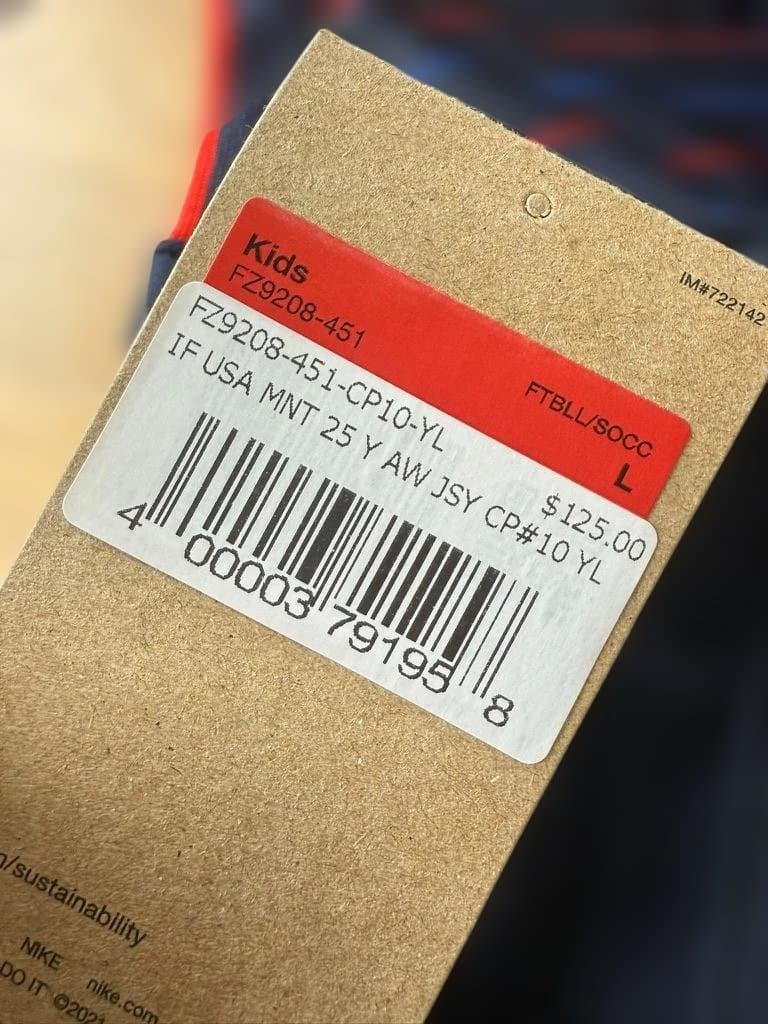 IM#722142
Kids
FZ9208-451
FTBLL/SOCC
L
FZ9208-451-CP10-YL
$125.00
IF USA MNT 25 Y AW JSY CP#10 YL
4 00003 79195 8
/sustainability
NIKE nike.com
DO IT ©2021